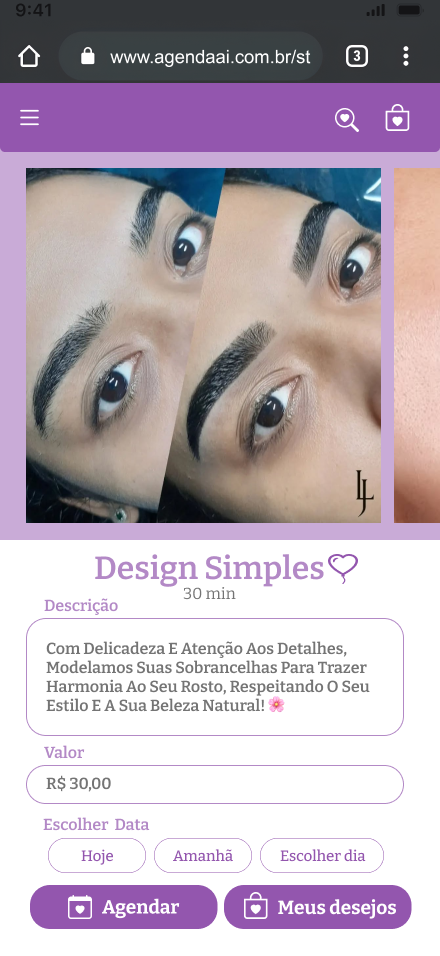 9:41
www.agendaai.com.br/st
3
LJ
Design Simples
30 min
Descrição
Com Delicadeza E Atenção Aos Detalhes,
Modelamos Suas Sobrancelhas Para Trazer
Harmonia Ao Seu Rosto, Respeitando O Seu
Estilo E A Sua Beleza Natural! 🌸
Valor
R$ 30,00
Escolher Data
Hoje
Amanhã
Escolher dia
Agendar
Meus desejos